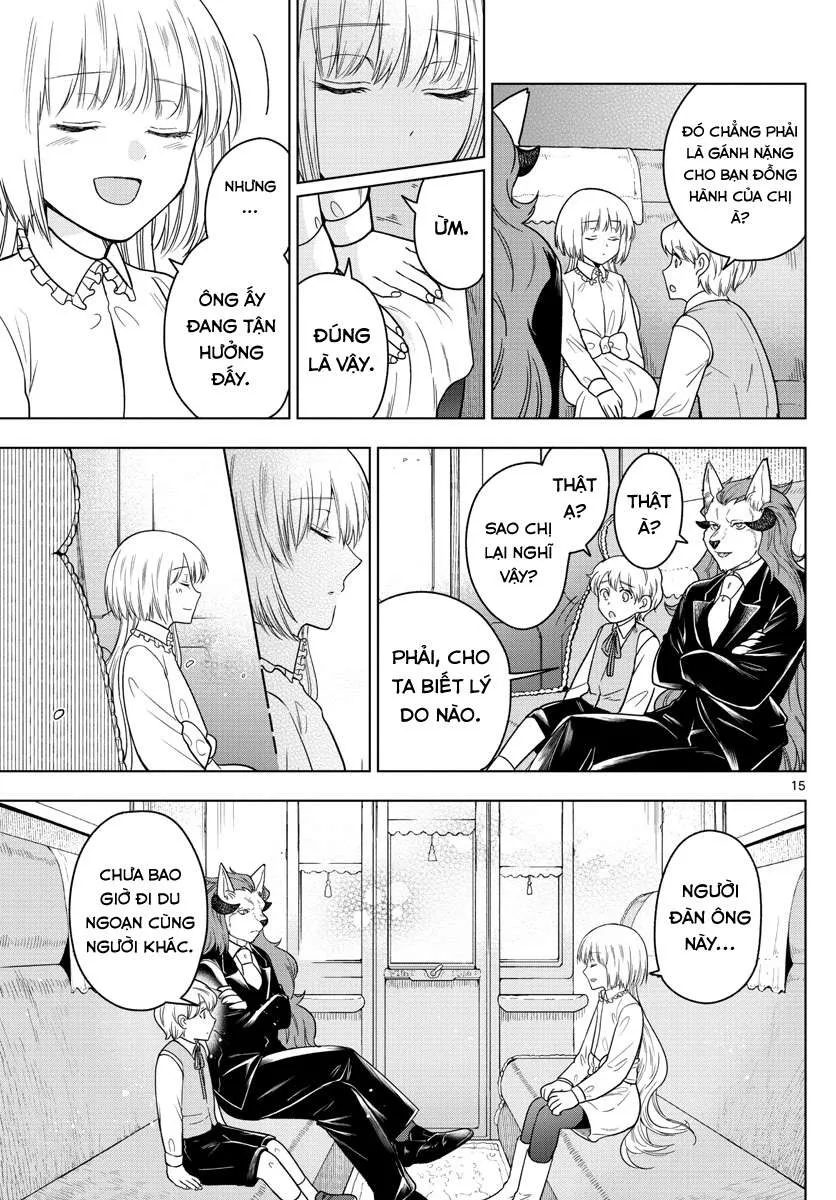 ĐÓ CHẲNG PHẢI
LÀ GÁNH NẶNG
CHO BẠN ĐỒNG
HÀNH CỦA CHỊ
À?
ỪM.
ĐÚNG
LÀ VẬY.
NHƯNG
...
ÔNG ẤY
ĐANG TẬN
HƯỞNG
ĐẤY.
THẬT
À?
THẬT
Ạ?
SAO CHỊ
LẠI NGHĨ
VẬY?
PHẢI, CHO
TA BIẾT LÝ
DO NÀO.
15
NGƯỜI
ĐÀN ÔNG
NÀY...
CHƯA BAO
GIỜ ĐI DU
NGOẠN CÙNG
NGƯỜI KHÁC.